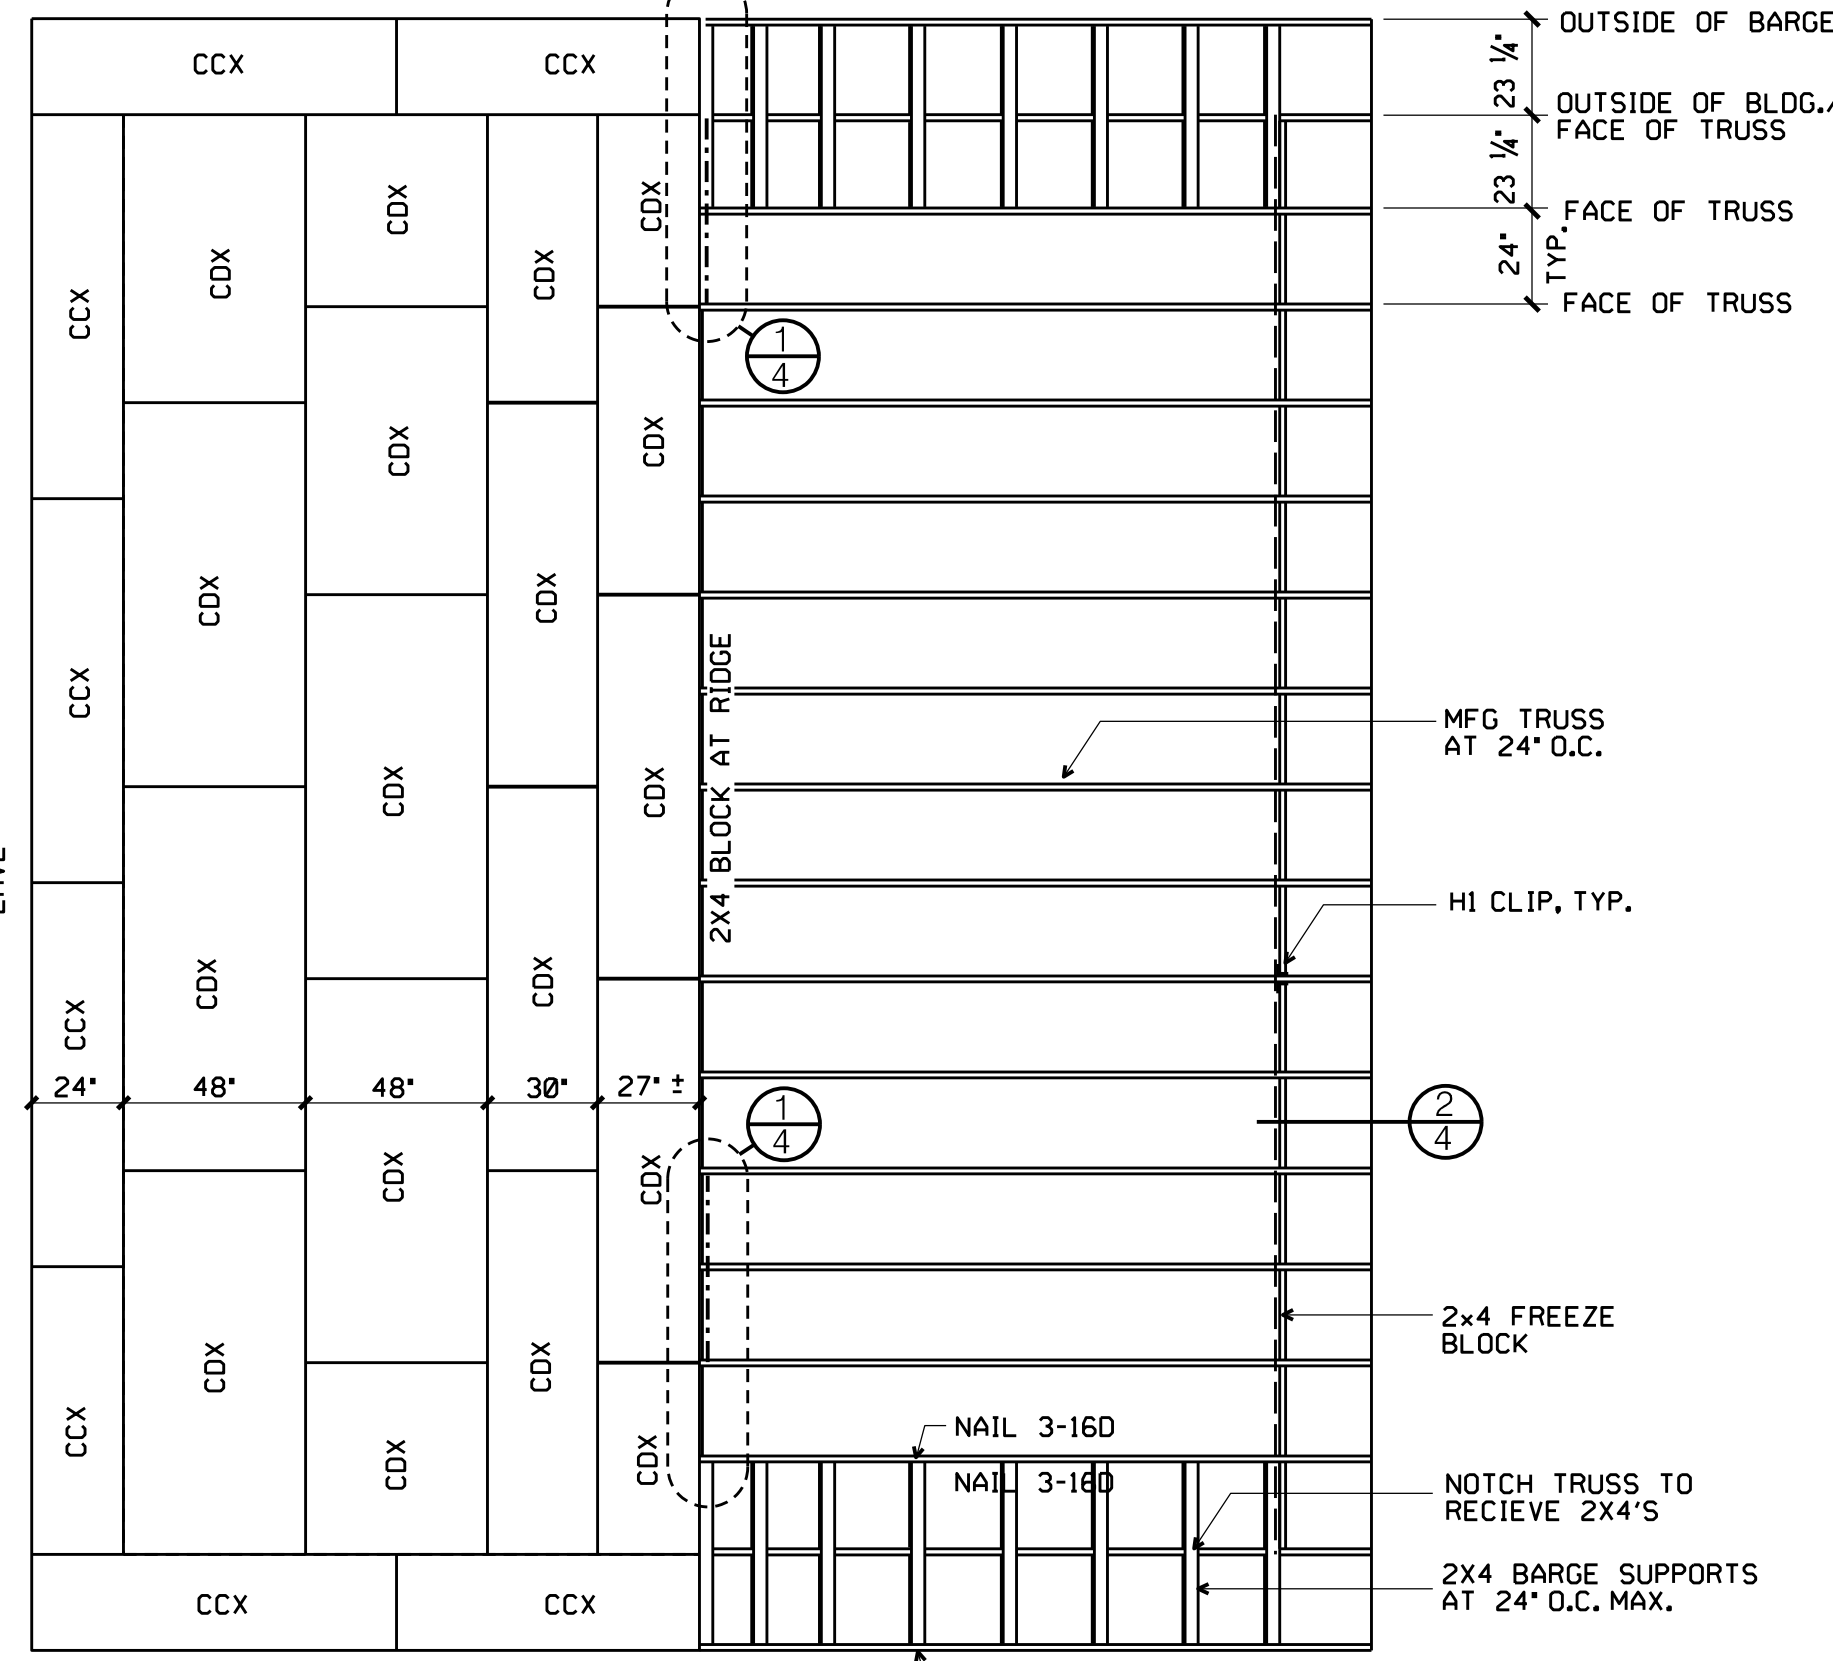 OUTSIDE OF BARGE
23 ¼"
OUTSIDE OF BLDG./
FACE OF TRUSS
23 ¼"
FACE OF TRUSS
24"
TYP.
FACE OF TRUSS
CCX
CCX
CCX
CDX
CDX
CDX
CDX
1
4
CDX
CDX
CDX
CDX
CCX
2X4 BLOCK AT RIDGE
MFG TRUSS
AT 24" O.C.
CDX
CDX
H1 CLIP, TYP.
CCX
CDX
CDX
24"
48"
48"
30"
27" ±
1
4
2
4
CDX
CDX
2x4 FREEZE
BLOCK
CCX
CDX
CDX
CDX
CDX
NAIL 3-16D
NAIL 3-16D
NOTCH TRUSS TO
RECIEVE 2X4'S
2X4 BARGE SUPPORTS
AT 24" O.C. MAX.
CCX
CCX